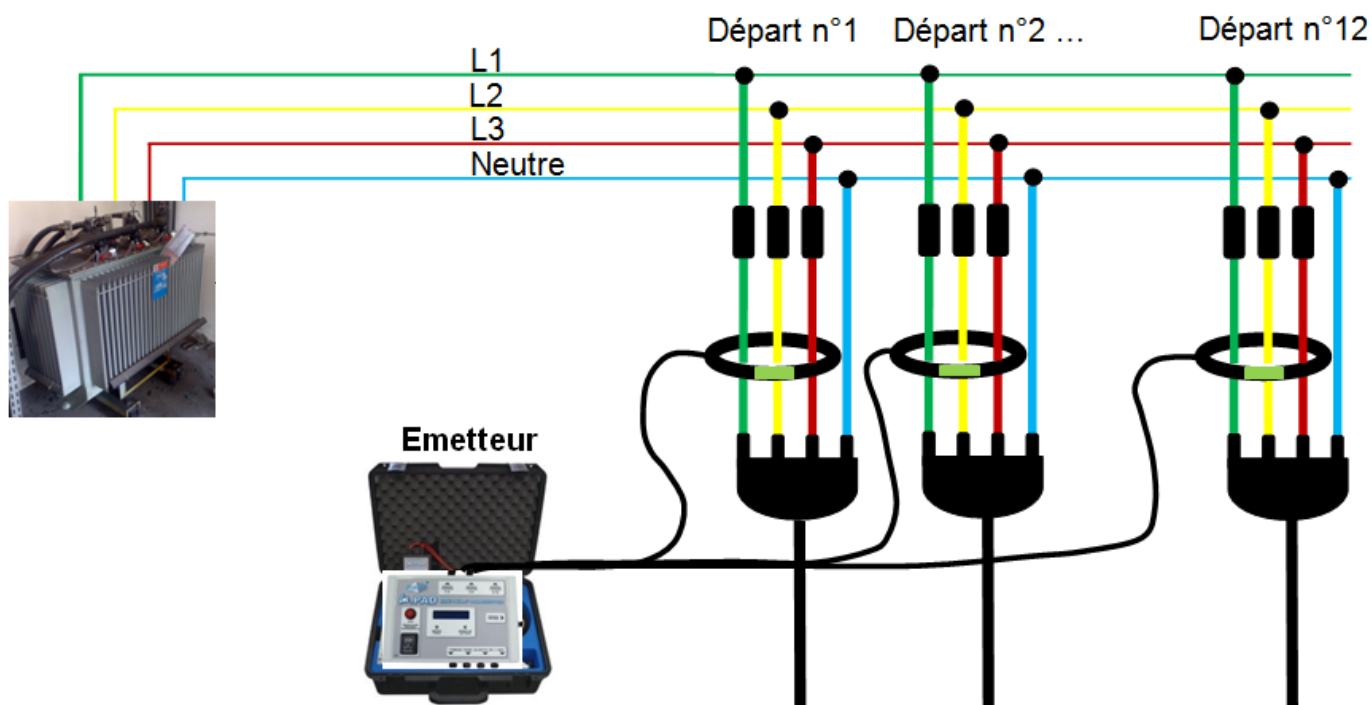 Départ n°1
Départ n°2 ...
Départ n°12
L1
L2
L3
Neutre
Emetteur